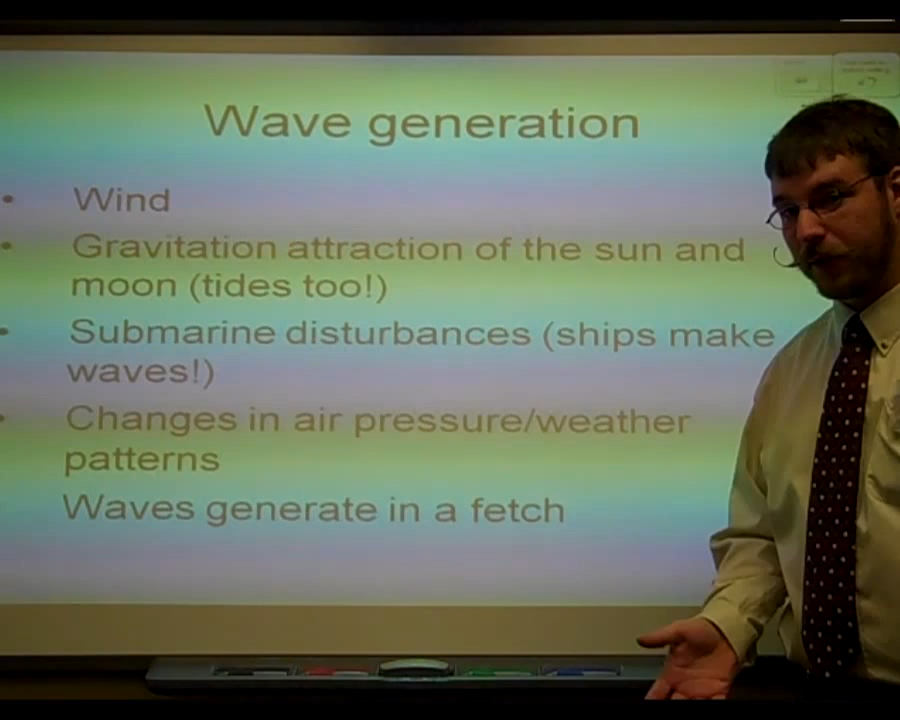 Wave generation
• Wind
• Gravitation attraction of the sun and
moon (tides too!)
• Submarine disturbances (ships make
waves!)
• Changes in air pressure/weather
patterns
Waves generate in a fetch